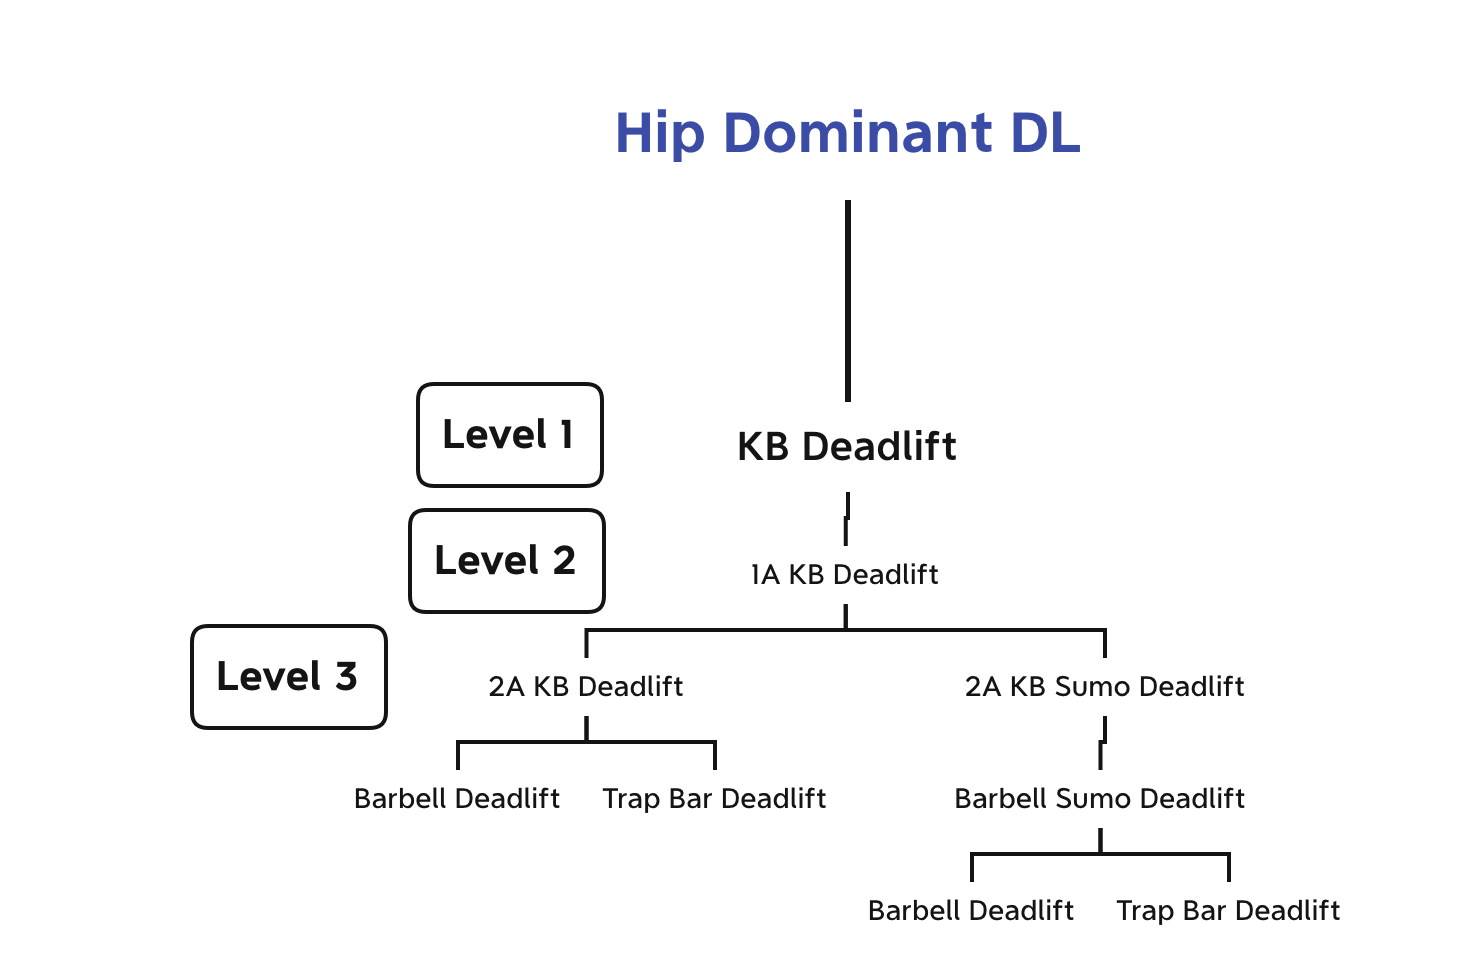 Hip Dominant DL
Level 1
KB Deadlift
Level 2
1A KB Deadlift
Level 3
2A KB Deadlift
2A KB Sumo Deadlift
Barbell Deadlift
Trap Bar Deadlift
Barbell Sumo Deadlift
Barbell Deadlift
Trap Bar Deadlift